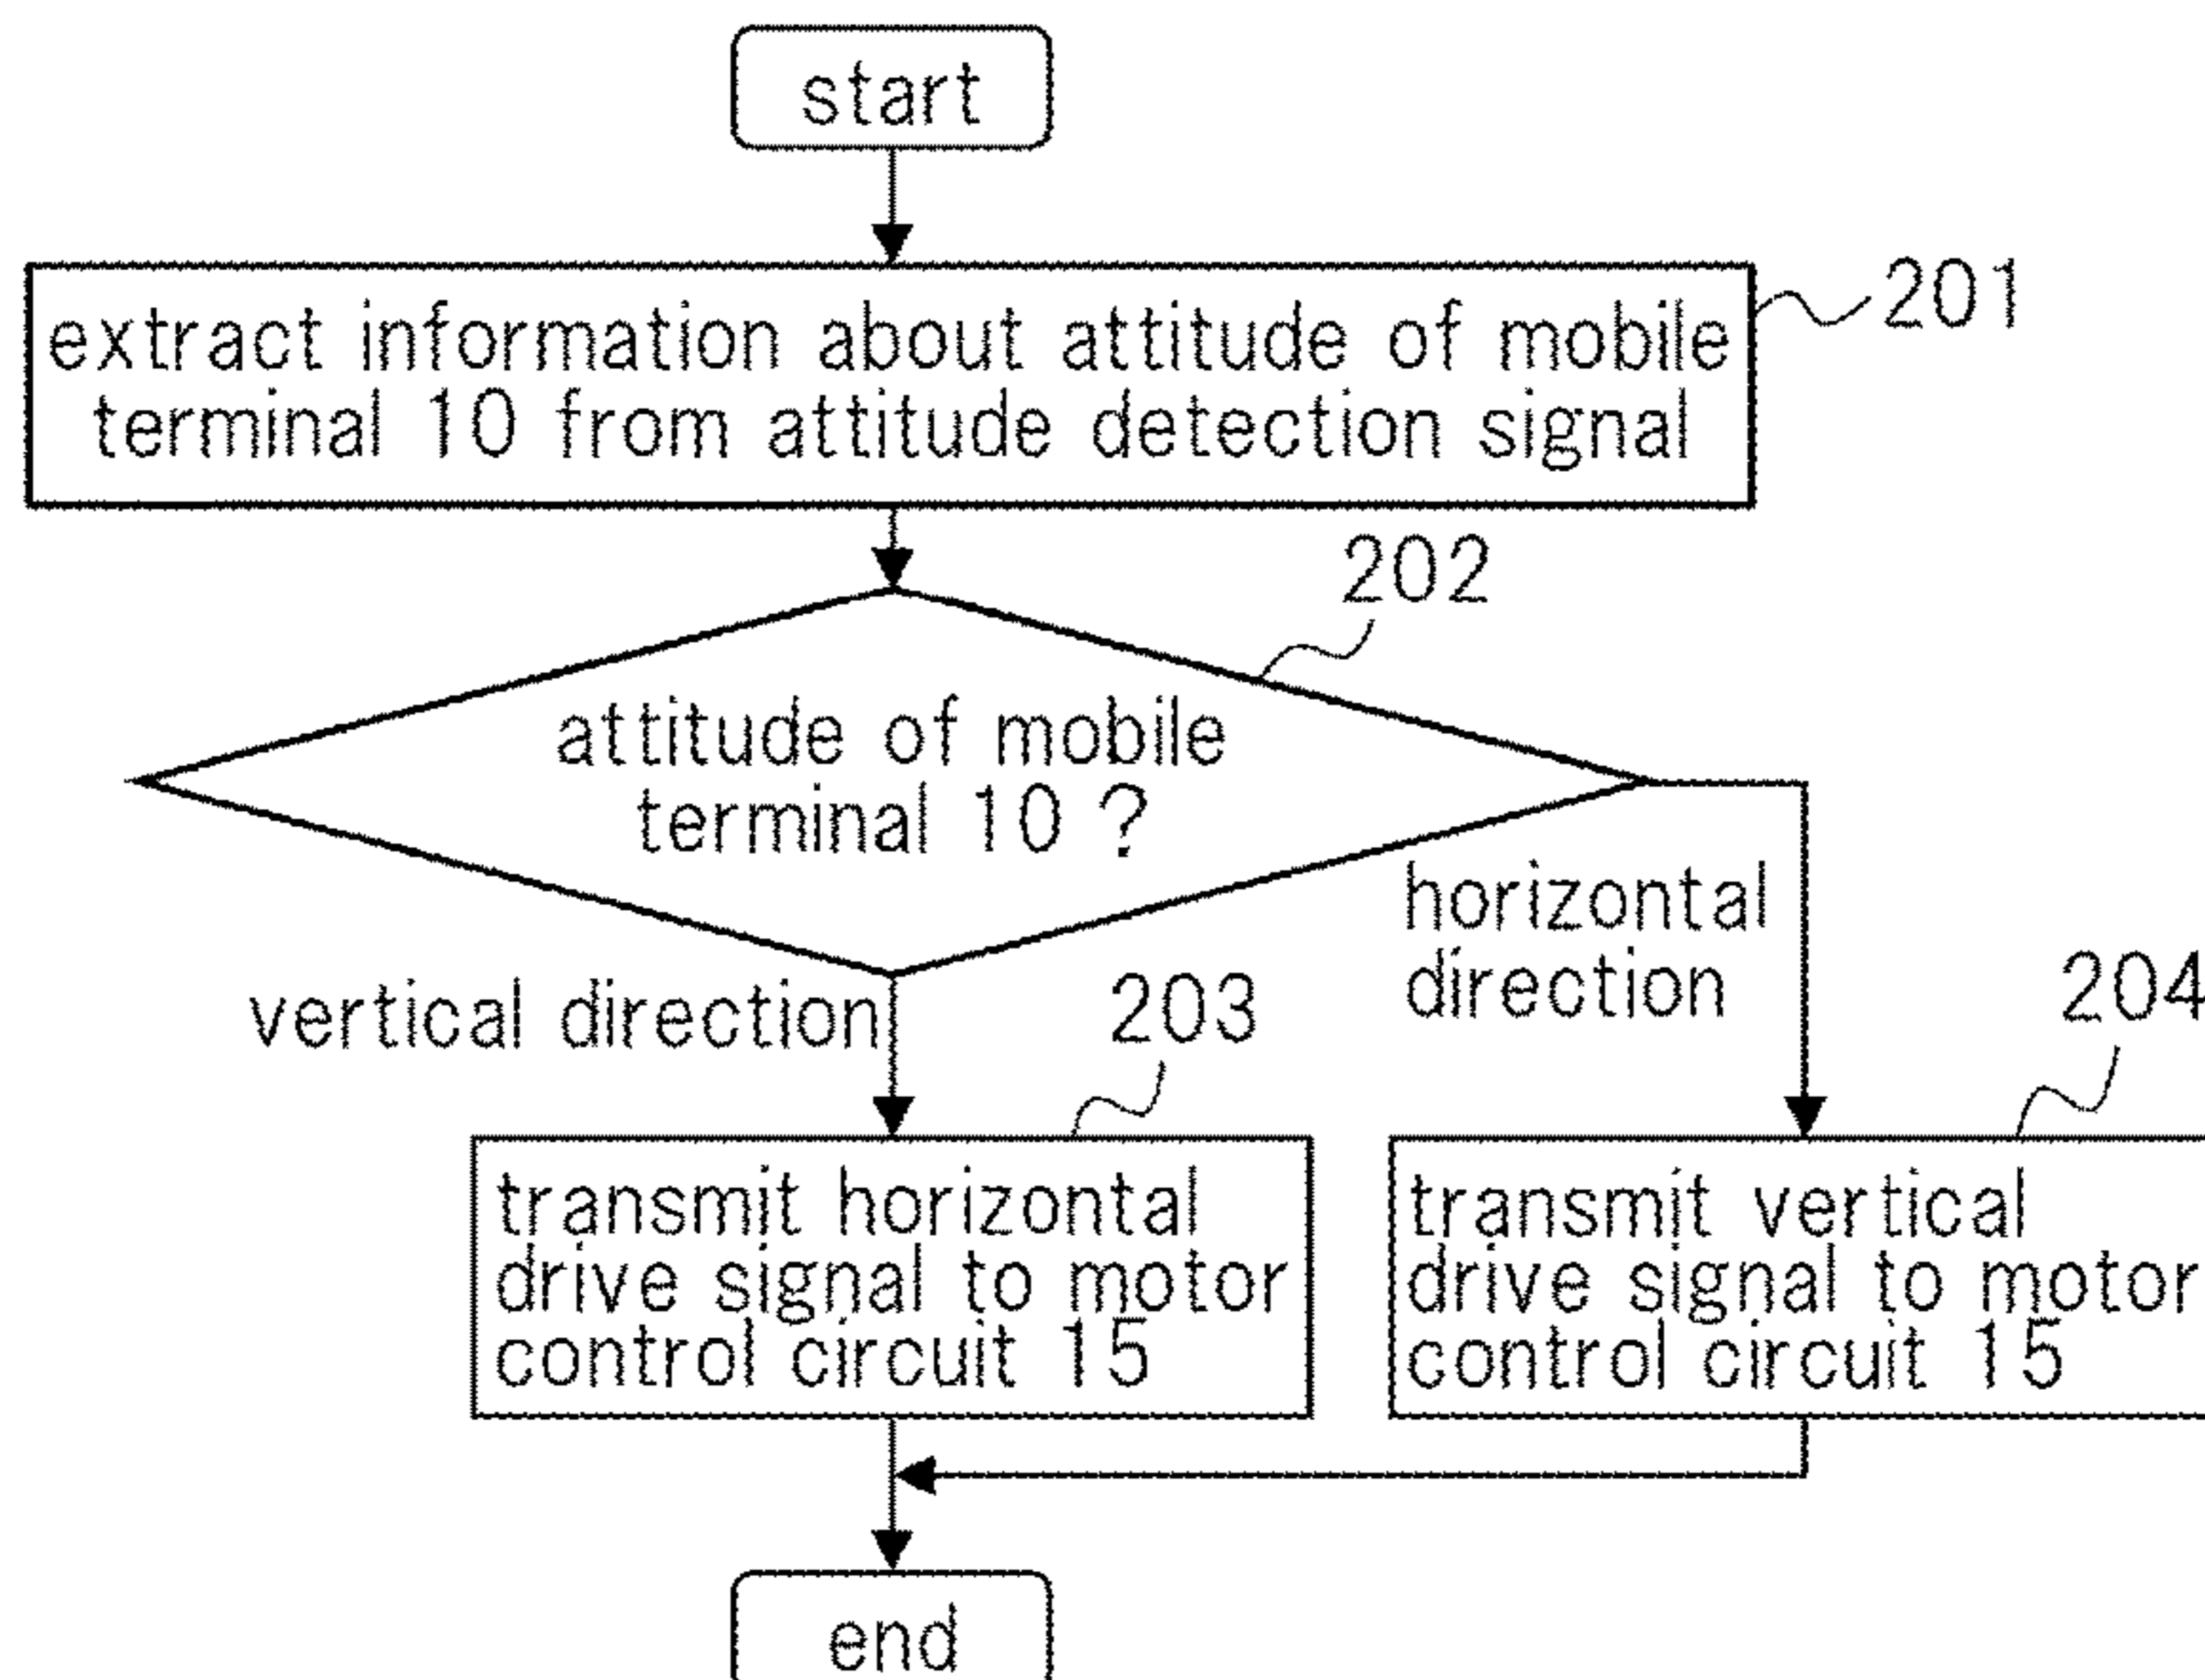 start
extract information about attitude of mobile
terminal 10 from attitude detection signal
201
202
attitude of mobile
terminal 10 ?
horizontal
direction
vertical direction
203
204
transmit horizontal
drive signal to motor
control circuit 15
transmit vertical
drive signal to motor
control circuit 15
end